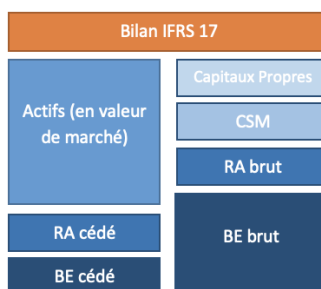 Bilan IFRS 17
Actifs (en valeur
de marché)
RA cédé
BE cédé
Capitaux Propres
CSM
RA brut
BE brut